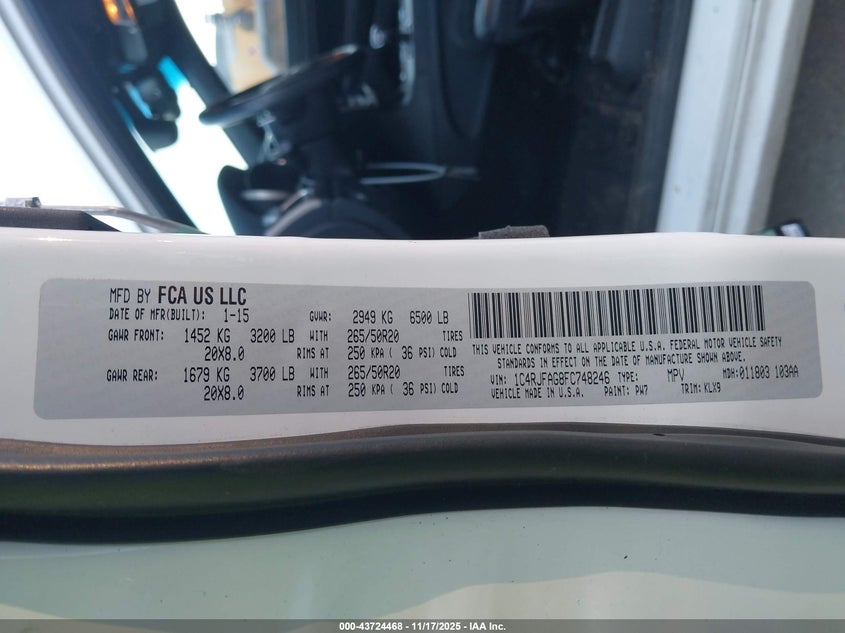 MFD BY FCA US LLC
DATE OF MFR(BUILT): 1-15 GVWR: 2949 KG 6500 LB
GAWR FRONT: 1452 KG 3200 LB WITH 265/50R20 TIRES
20X8.0 RIMS AT 250 KPA ( 36 PSI) COLD
GAWR REAR: 1679 KG 3700 LB WITH 265/50R20 TIRES
20X8.0 RIMS AT 250 KPA ( 36 PSI) COLD
THIS VEHICLE CONFORMS TO ALL APPLICABLE U.S.A. FEDERAL MOTOR VEHICLE SAFETY
STANDARDS IN EFFECT ON THE DATE OF MANUFACTURE SHOWN ABOVE.
VIN: 1C4RJFAG8FC748246 TYPE: MPV MDH:011803 103AA
VEHICLE MADE IN U.S.A. PAINT: PW7 TRIM: KLX9
000-43724468 | 11/17/2025 | IAA Inc.